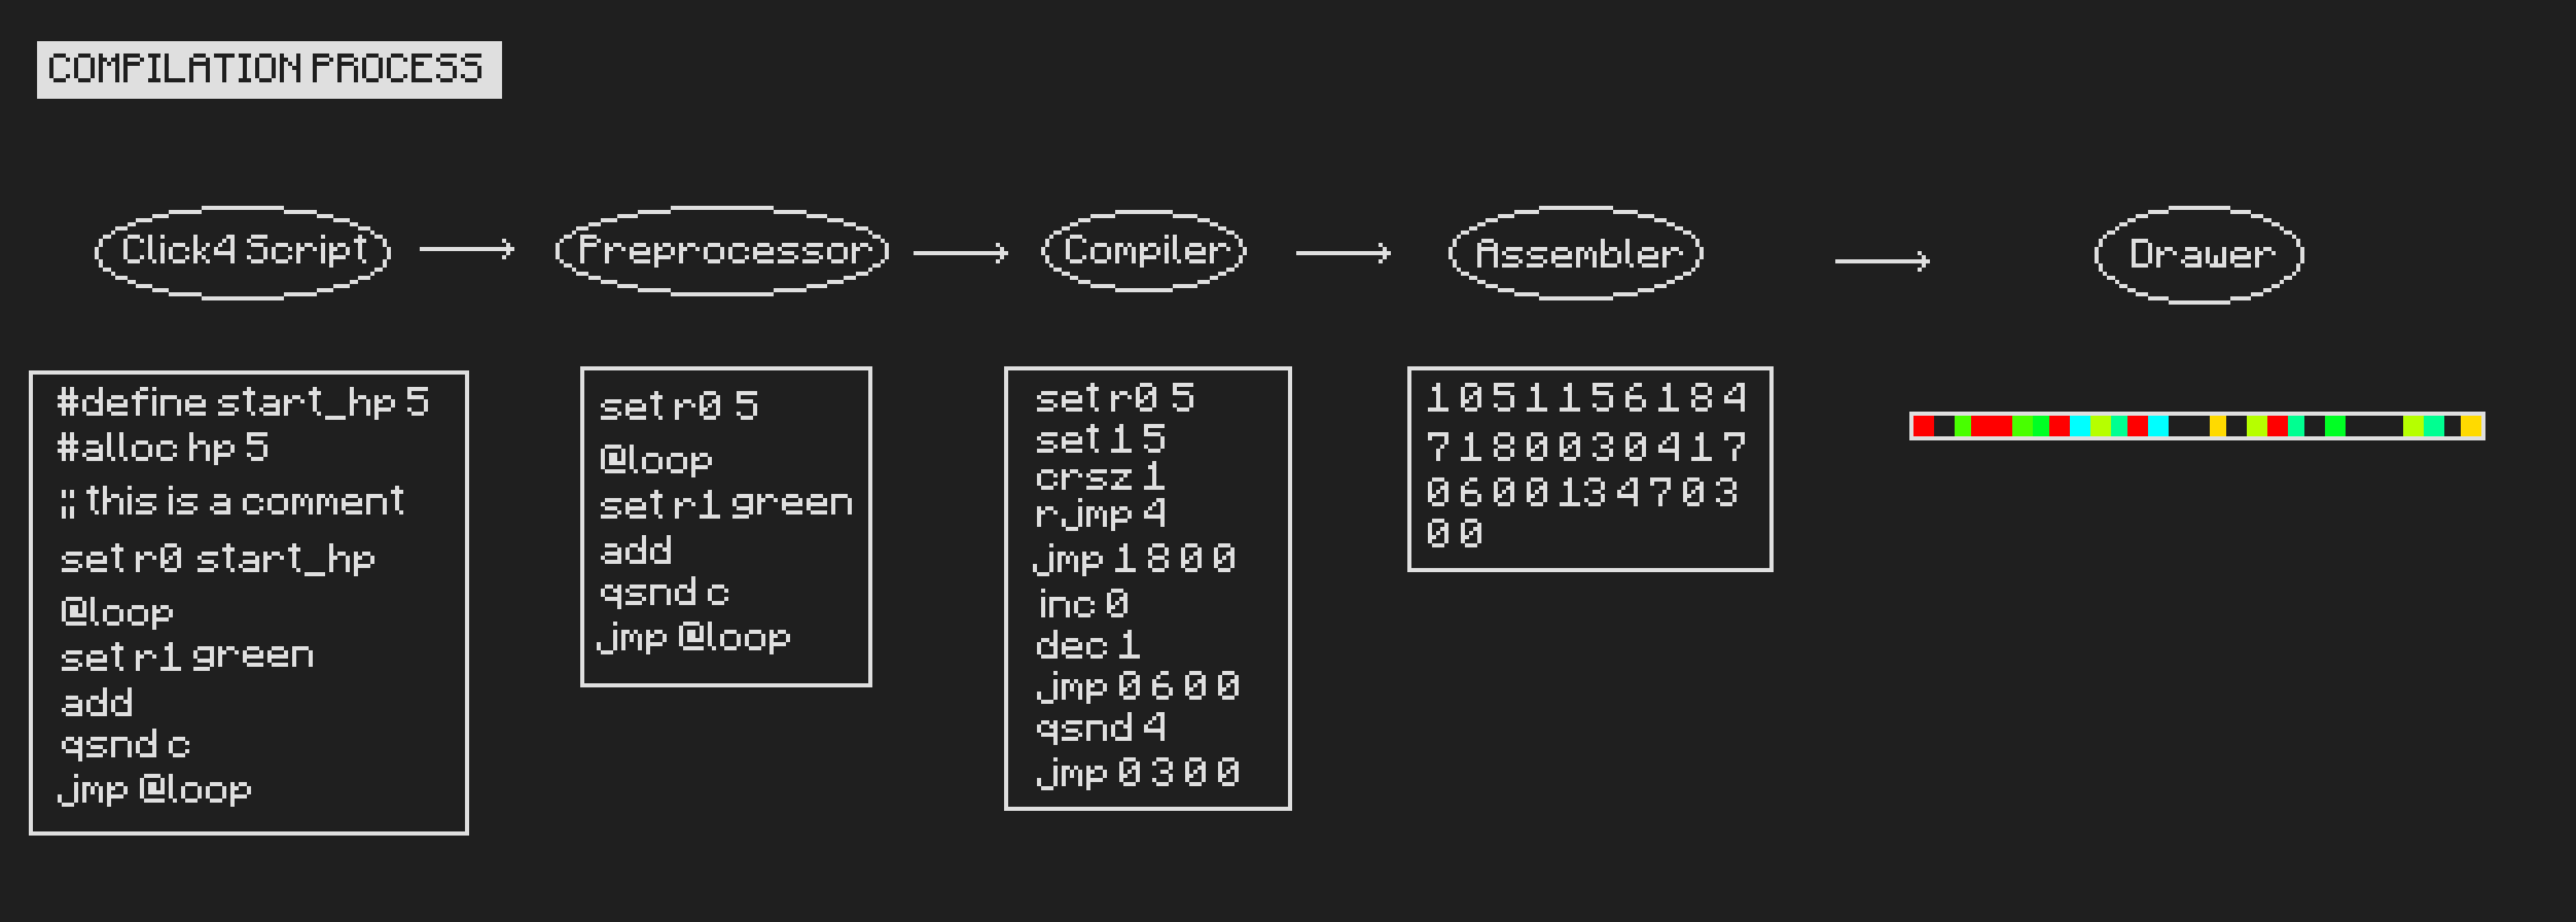 COMPILATION PROCESS
Click4 Script
Preprocessor
Compiler
Assembler
Drawer
#define start_hp 5
#alloc hp 5
;; this is a comment
set r0 start_hp
@loop
set r1 green
add
qsnd c
jmp @loop
set r0 5
@loop
set r1 green
add
qsnd c
jmp @loop
set r0 5
set 1 5
crsz 1
rjmp 4
jmp 1 8 0 0
inc 0
dec 1
jmp 0 6 0 0
qsnd 4
jmp 0 3 0 0
1 0 5 1 1 5 6 1 8 4
7 1 8 0 0 3 0 4 1 7
0 6 0 0 1 3 4 7 0 3
0 0